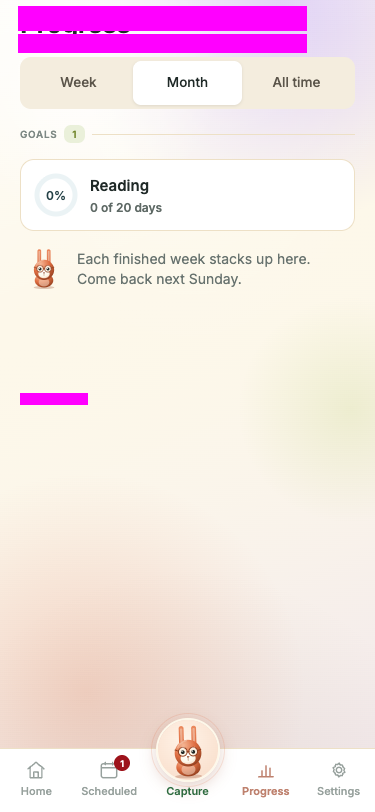 Week
Month
All time
GOALS 1
0%
Reading
0 of 20 days
Each finished week stacks up here.
Come back next Sunday.
1
Home
Scheduled
Capture
Progress
Settings